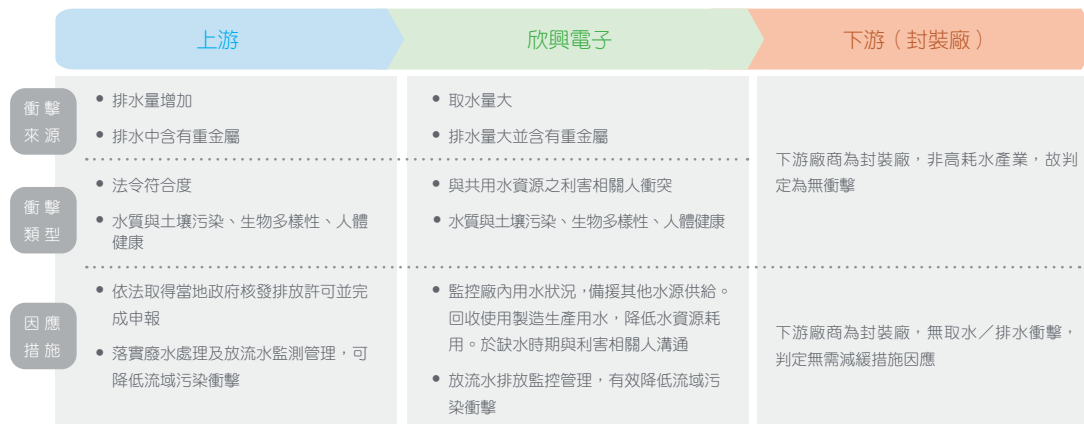 上游
欣興電子
下游（封裝廠）
衝擊
來源
• 排水量增加
• 排水中含有重金屬
• 取水量大
• 排水量大並含有重金屬
下游廠商為封裝廠，非高耗水產業，故判
定為無衝擊
衝擊
類型
• 法令符合度
• 水質與土壤污染、生物多樣性、人體
健康
• 與共用水資源之利害相關人衝突
• 水質與土壤污染、生物多樣性、人體健康
因應
措施
• 依法取得當地政府核發排放許可並完
成申報
• 落實廢水處理及放流水監測管理，可
降低流域污染衝擊
• 監控廠內用水狀況，備援其他水源供給。
回收使用製造生產用水，降低水資源耗
用。於缺水時期與利害相關人溝通
• 放流水排放監控管理，有效降低流域污
染衝擊
下游廠商為封裝廠，無取水／排水衝擊，
判定無需減緩措施因應